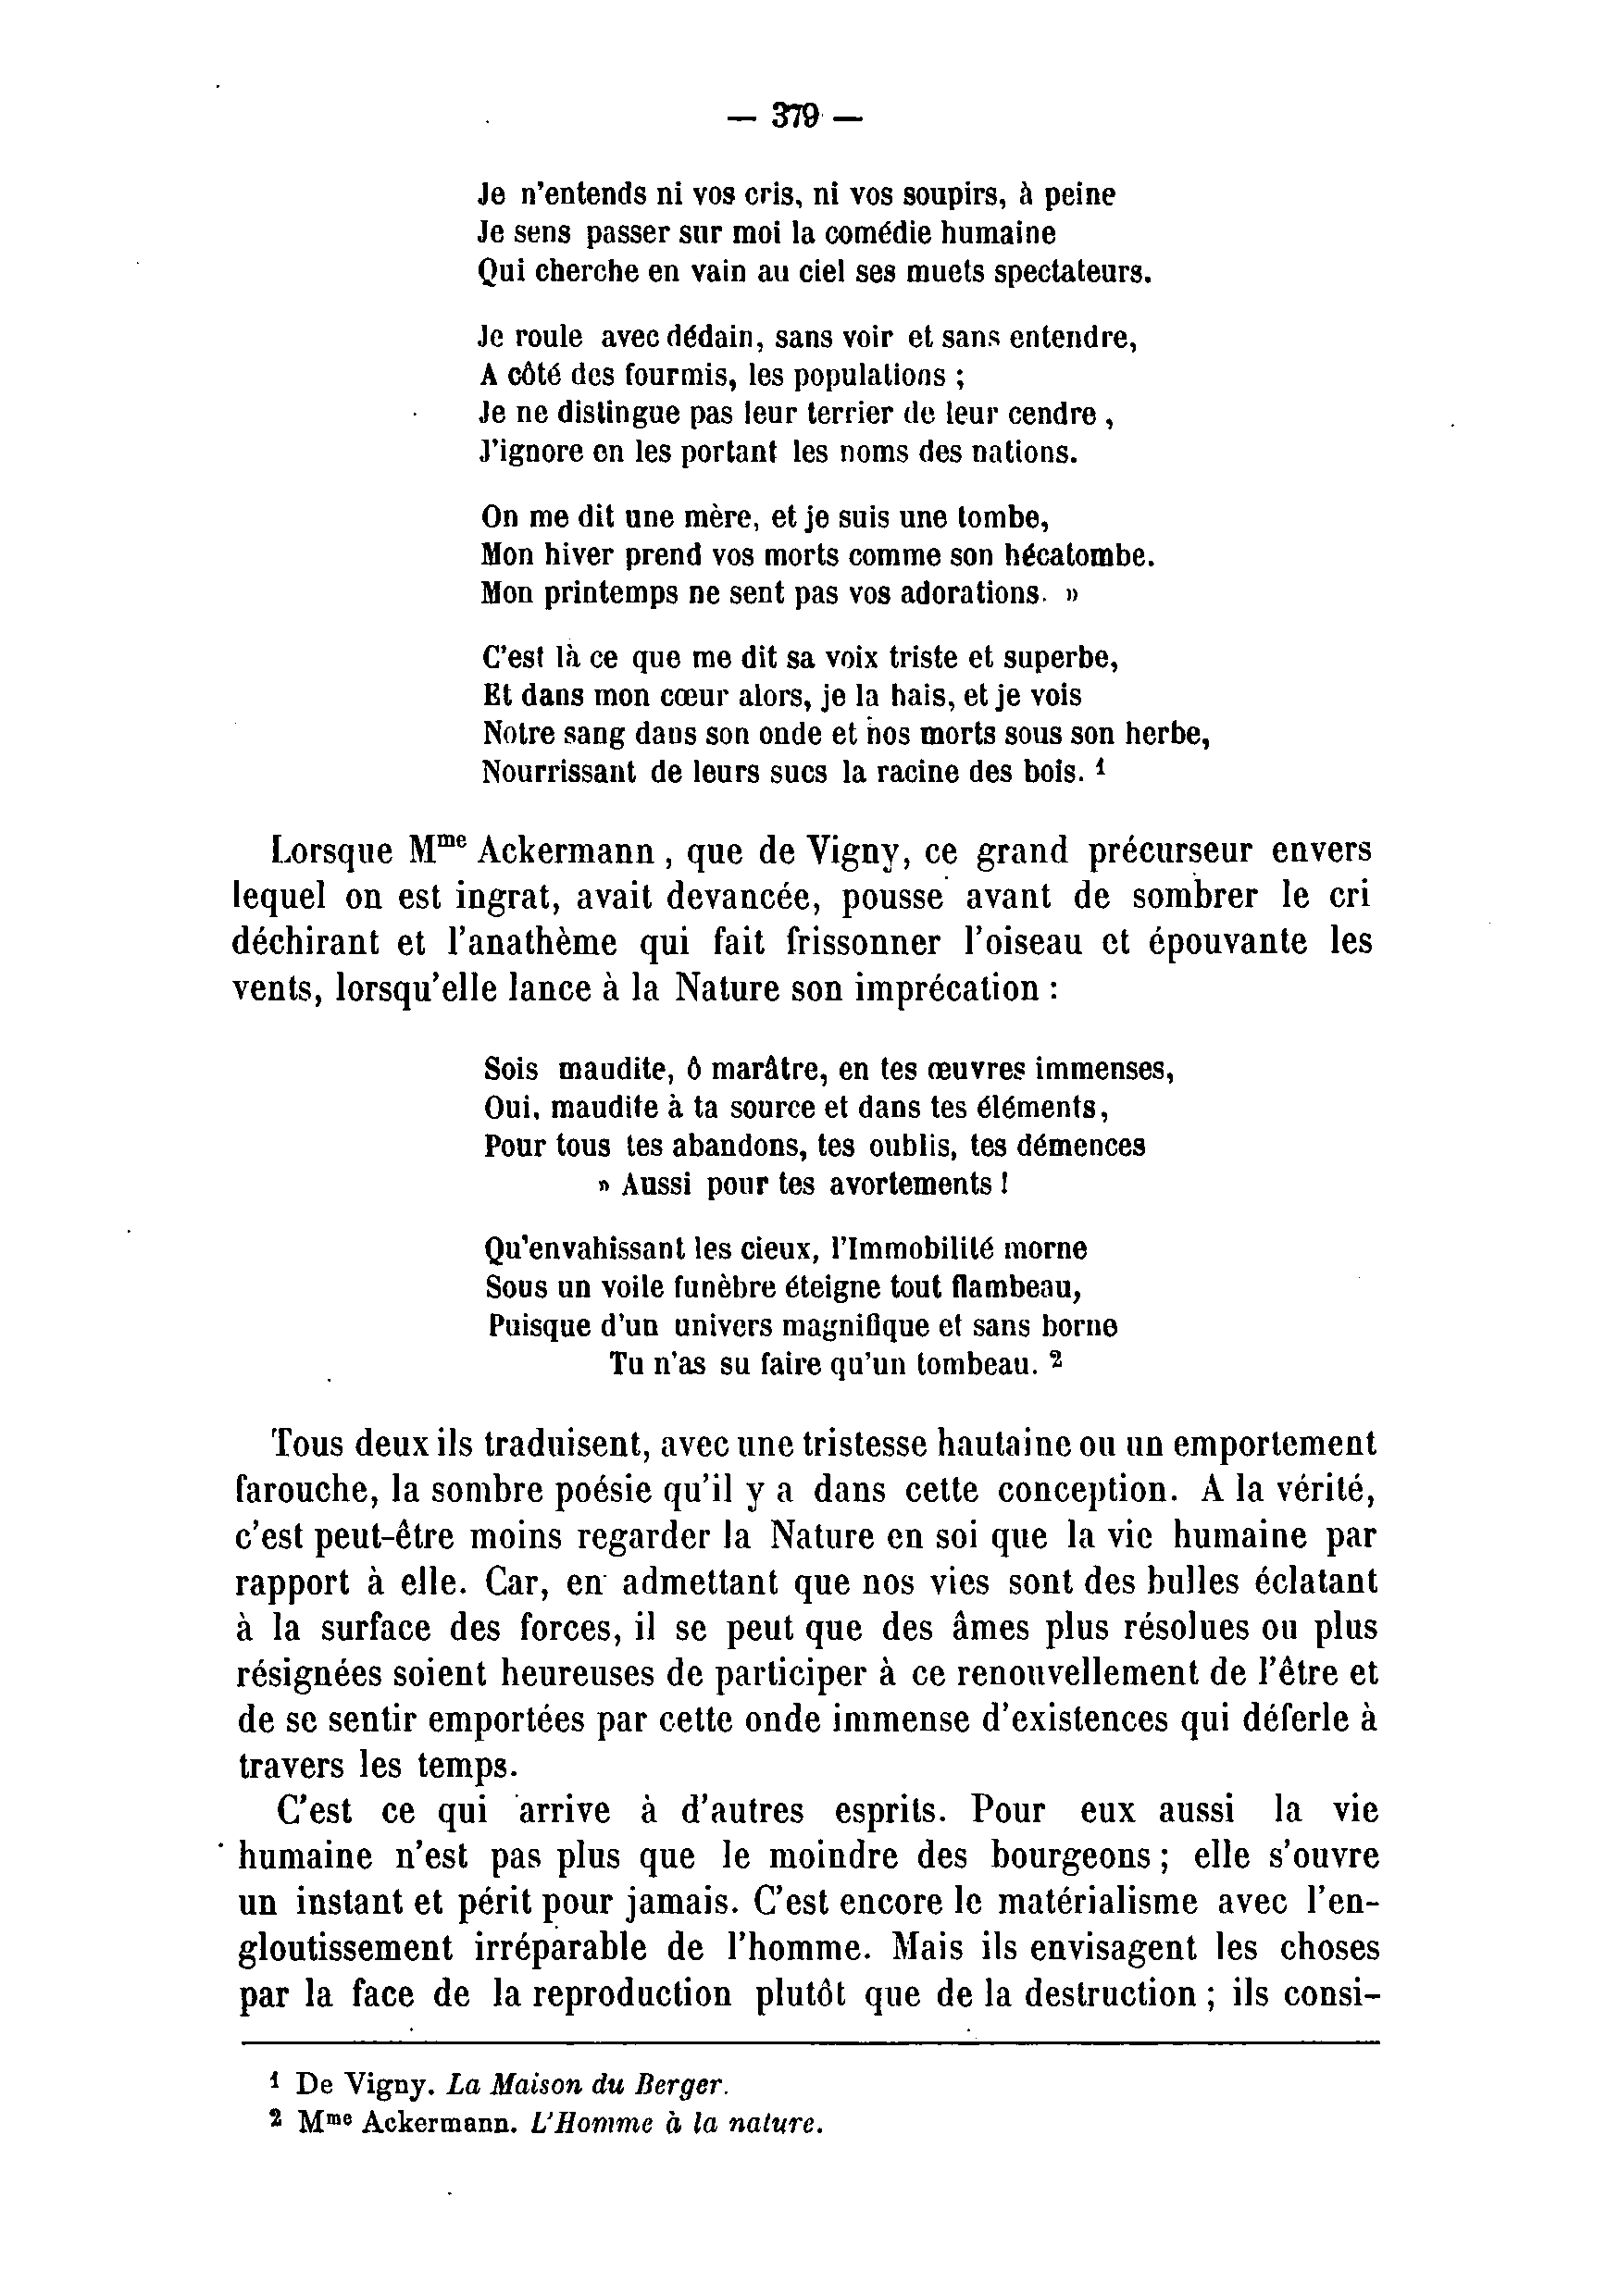 — 379 —
Je n'entends ni vos cris, ni vos soupirs, à peine
Je sens passer sur moi la comédie humaine
Qui cherche en vain au ciel ses muets spectateurs.
Je roule avec dédain, sans voir et sans entendre,
A côté des fourmis, les populations ;
Je ne distingue pas leur terrier de leur cendre ,
J'ignore en les portant les noms des nations.
On me dit une mère, et je suis une tombe,
Mon hiver prend vos morts comme son hécatombe.
Mon printemps ne sent pas vos adorations. »
C'est là ce que me dit sa voix triste et superbe,
Et dans mon cœur alors, je la hais, et je vois
Notre sang dans son onde et nos morts sous son herbe,
Nourrissant de leurs sucs la racine des bois. ¹
Lorsque Mᵐᵉ Ackermann , que de Vigny, ce grand précurseur envers
lequel on est ingrat, avait devancée, pousse avant de sombrer le cri
déchirant et l'anathème qui fait frissonner l'oiseau et épouvante les
vents, lorsqu'elle lance à la Nature son imprécation :
Sois maudite, ô marâtre, en tes œuvres immenses,
Oui, maudite à ta source et dans tes éléments,
Pour tous tes abandons, tes oublis, tes démences
» Aussi pour tes avortements !
Qu'envahissant les cieux, l'Immobilité morne
Sous un voile funèbre éteigne tout flambeau,
Puisque d'un univers magnifique et sans borne
Tu n'as su faire qu'un tombeau. ²
Tous deux ils traduisent, avec une tristesse hautaine ou un emportement
farouche, la sombre poésie qu'il y a dans cette conception. A la vérité,
c'est peut-être moins regarder la Nature en soi que la vie humaine par
rapport à elle. Car, en admettant que nos vies sont des bulles éclatant
à la surface des forces, il se peut que des âmes plus résolues ou plus
résignées soient heureuses de participer à ce renouvellement de l'être et
de se sentir emportées par cette onde immense d'existences qui déferle à
travers les temps.
C'est ce qui arrive à d'autres esprits. Pour eux aussi la vie
humaine n'est pas plus que le moindre des bourgeons ; elle s'ouvre
un instant et périt pour jamais. C'est encore le matérialisme avec l'en-
gloutissement irréparable de l'homme. Mais ils envisagent les choses
par la face de la reproduction plutôt que de la destruction ; ils consi-
¹ De Vigny. La Maison du Berger.
² Mᵐᵉ Ackermann. L'Homme à la nature.